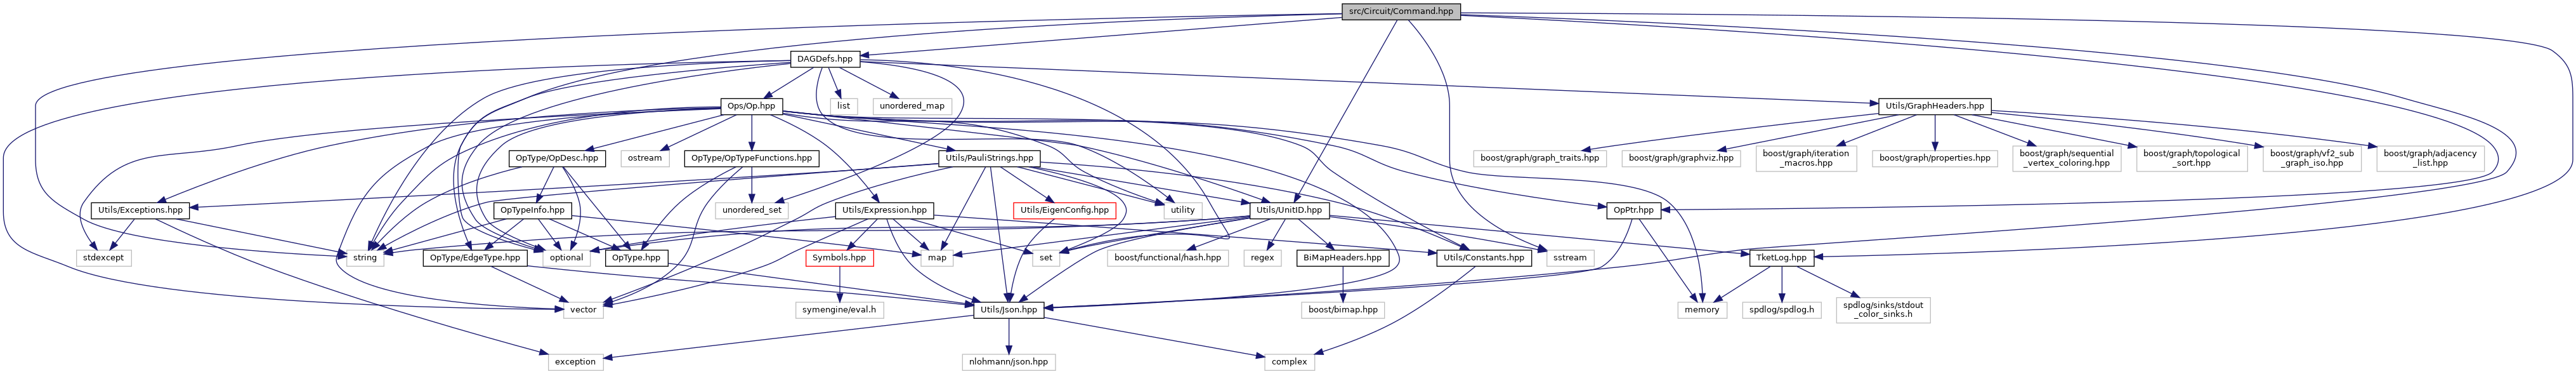 src/Circuit/Command.hpp
DAGDefs.hpp
Ops/Op.hpp
list
unordered_map
Utils/GraphHeaders.hpp
OpType/OpDesc.hpp
ostream
OpType/OpTypeFunctions.hpp
Utils/PauliStrings.hpp
boost/graph/graph_traits.hpp
boost/graph/graphviz.hpp
boost/graph/iteration
_macros.hpp
boost/graph/properties.hpp
boost/graph/sequential
_vertex_coloring.hpp
boost/graph/topological
_sort.hpp
boost/graph/vf2_sub
_graph_iso.hpp
boost/graph/adjacency
_list.hpp
Utils/Exceptions.hpp
OpTypeInfo.hpp
unordered_set
Utils/Expression.hpp
Utils/EigenConfig.hpp
utility
Utils/UnitID.hpp
OpPtr.hpp
stdexcept
string
OpType/EdgeType.hpp
optional
OpType.hpp
Symbols.hpp
map
set
boost/functional/hash.hpp
regex
BiMapHeaders.hpp
Utils/Constants.hpp
sstream
TketLog.hpp
vector
symengine/eval.h
Utils/Json.hpp
boost/bimap.hpp
memory
spdlog/spdlog.h
spdlog/sinks/stdout
_color_sinks.h
exception
nlohmann/json.hpp
complex